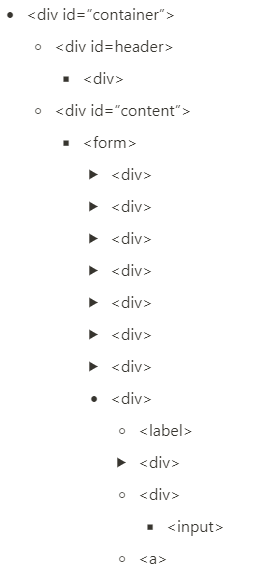 <div id="container">
<div id=header>
<div>
<div id="content">
<form>
<div>
<div>
<div>
<div>
<div>
<div>
<div>
<div>
<label>
<div>
<div>
<input>
<a>